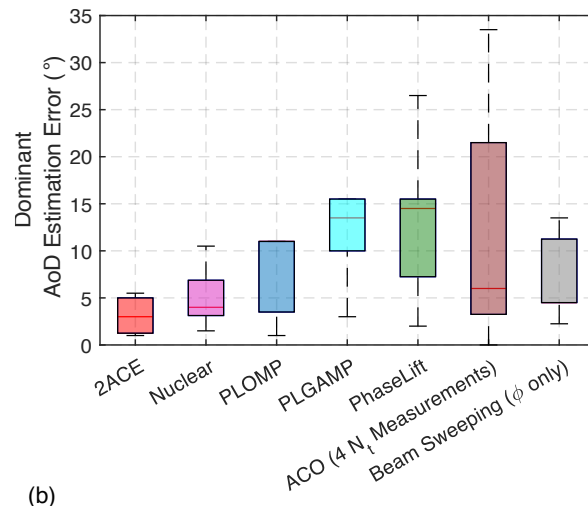 Dominant
AoD Estimation Error (°)
35
30
25
20
15
10
5
0
2ACE
Nuclear
PLOMP
PLGAMP
PhaseLift
ACO (4 Nt Measurements)
Beam Sweeping (ϕ only)
(b)